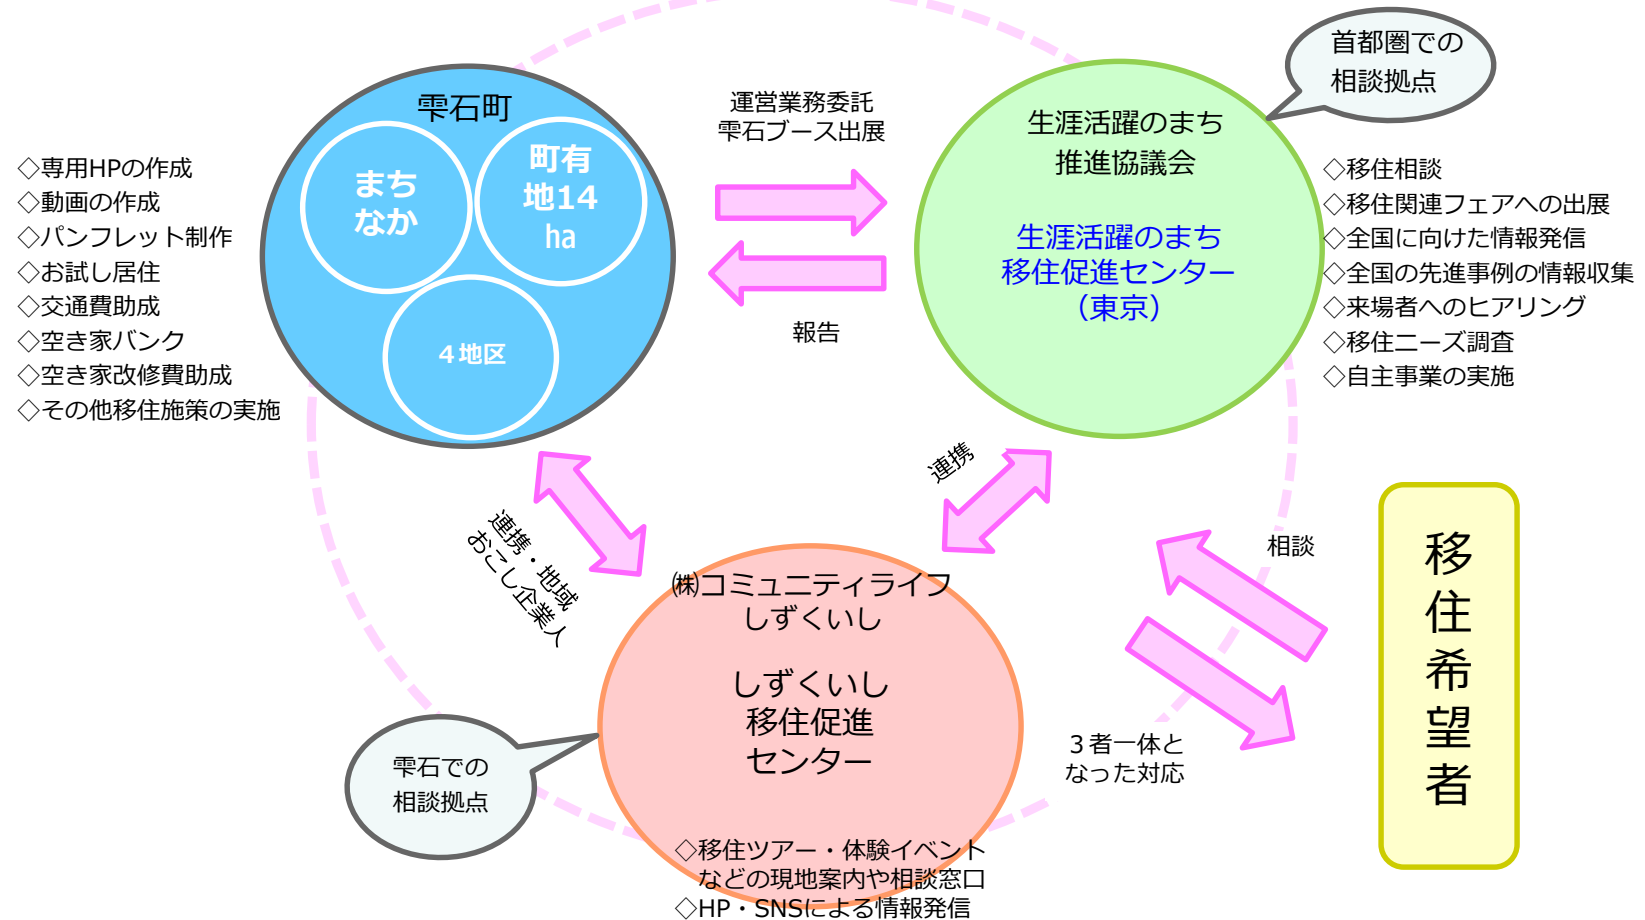 首都圏での
相談拠点
雫石町
まち
なか
町有
地14
ha
４地区
◇専用HPの作成
◇動画の作成
◇パンフレット制作
◇お試し居住
◇交通費助成
◇空き家バンク
◇空き家改修費助成
◇その他移住施策の実施
運営業務委託
雫石ブース出展
報告
生涯活躍のまち
推進協議会
生涯活躍のまち
移住促進センター
（東京）
◇移住相談
◇移住関連フェアへの出展
◇全国に向けた情報発信
◇全国の先進事例の情報収集
◇来場者へのヒアリング
◇移住ニーズ調査
◇自主事業の実施
連携・地域
おこし企業人
連携
相談
３者一体と
なった対応
移住希望者
㈱コミュニティライフ
しずくいし
しずくいし
移住促進
センター
雫石での
相談拠点
◇移住ツアー・体験イベント
などの現地案内や相談窓口
◇HP・SNSによる情報発信